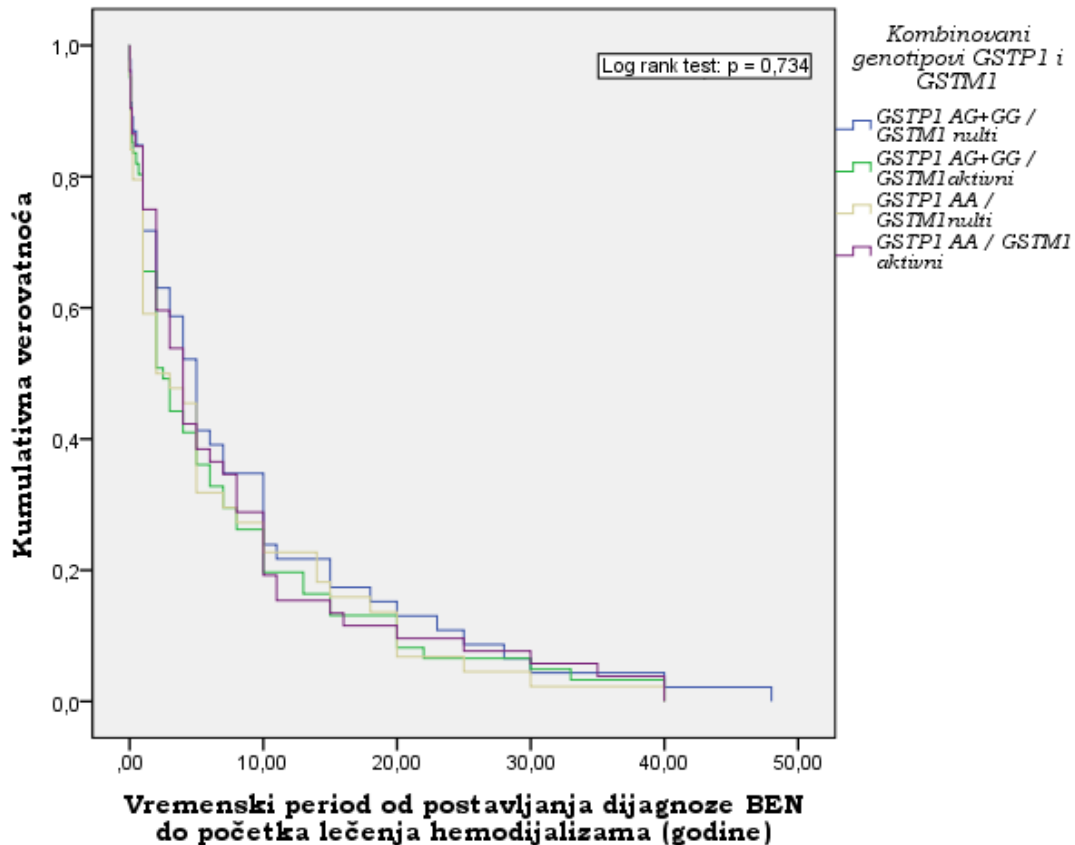 Kombinovani
genotipovi GSTP1 i
GSTM1
GSTP1 AG+GG /
GSTM1 nulti
GSTP1 AG+GG /
GSTM1aktivni
GSTP1 AA /
GSTM1nulti
GSTP1 AA / GSTM1
aktivni
Log rank test: p = 0,734
Kumulativna verovatnoća
1,0
0,8
0,6
0,4
0,2
0,0
,00
10,00
20,00
30,00
40,00
50,00
Vremenski period od postavljanja dijagnoze BEN
do početka lečenja hemodijalizama (godine)